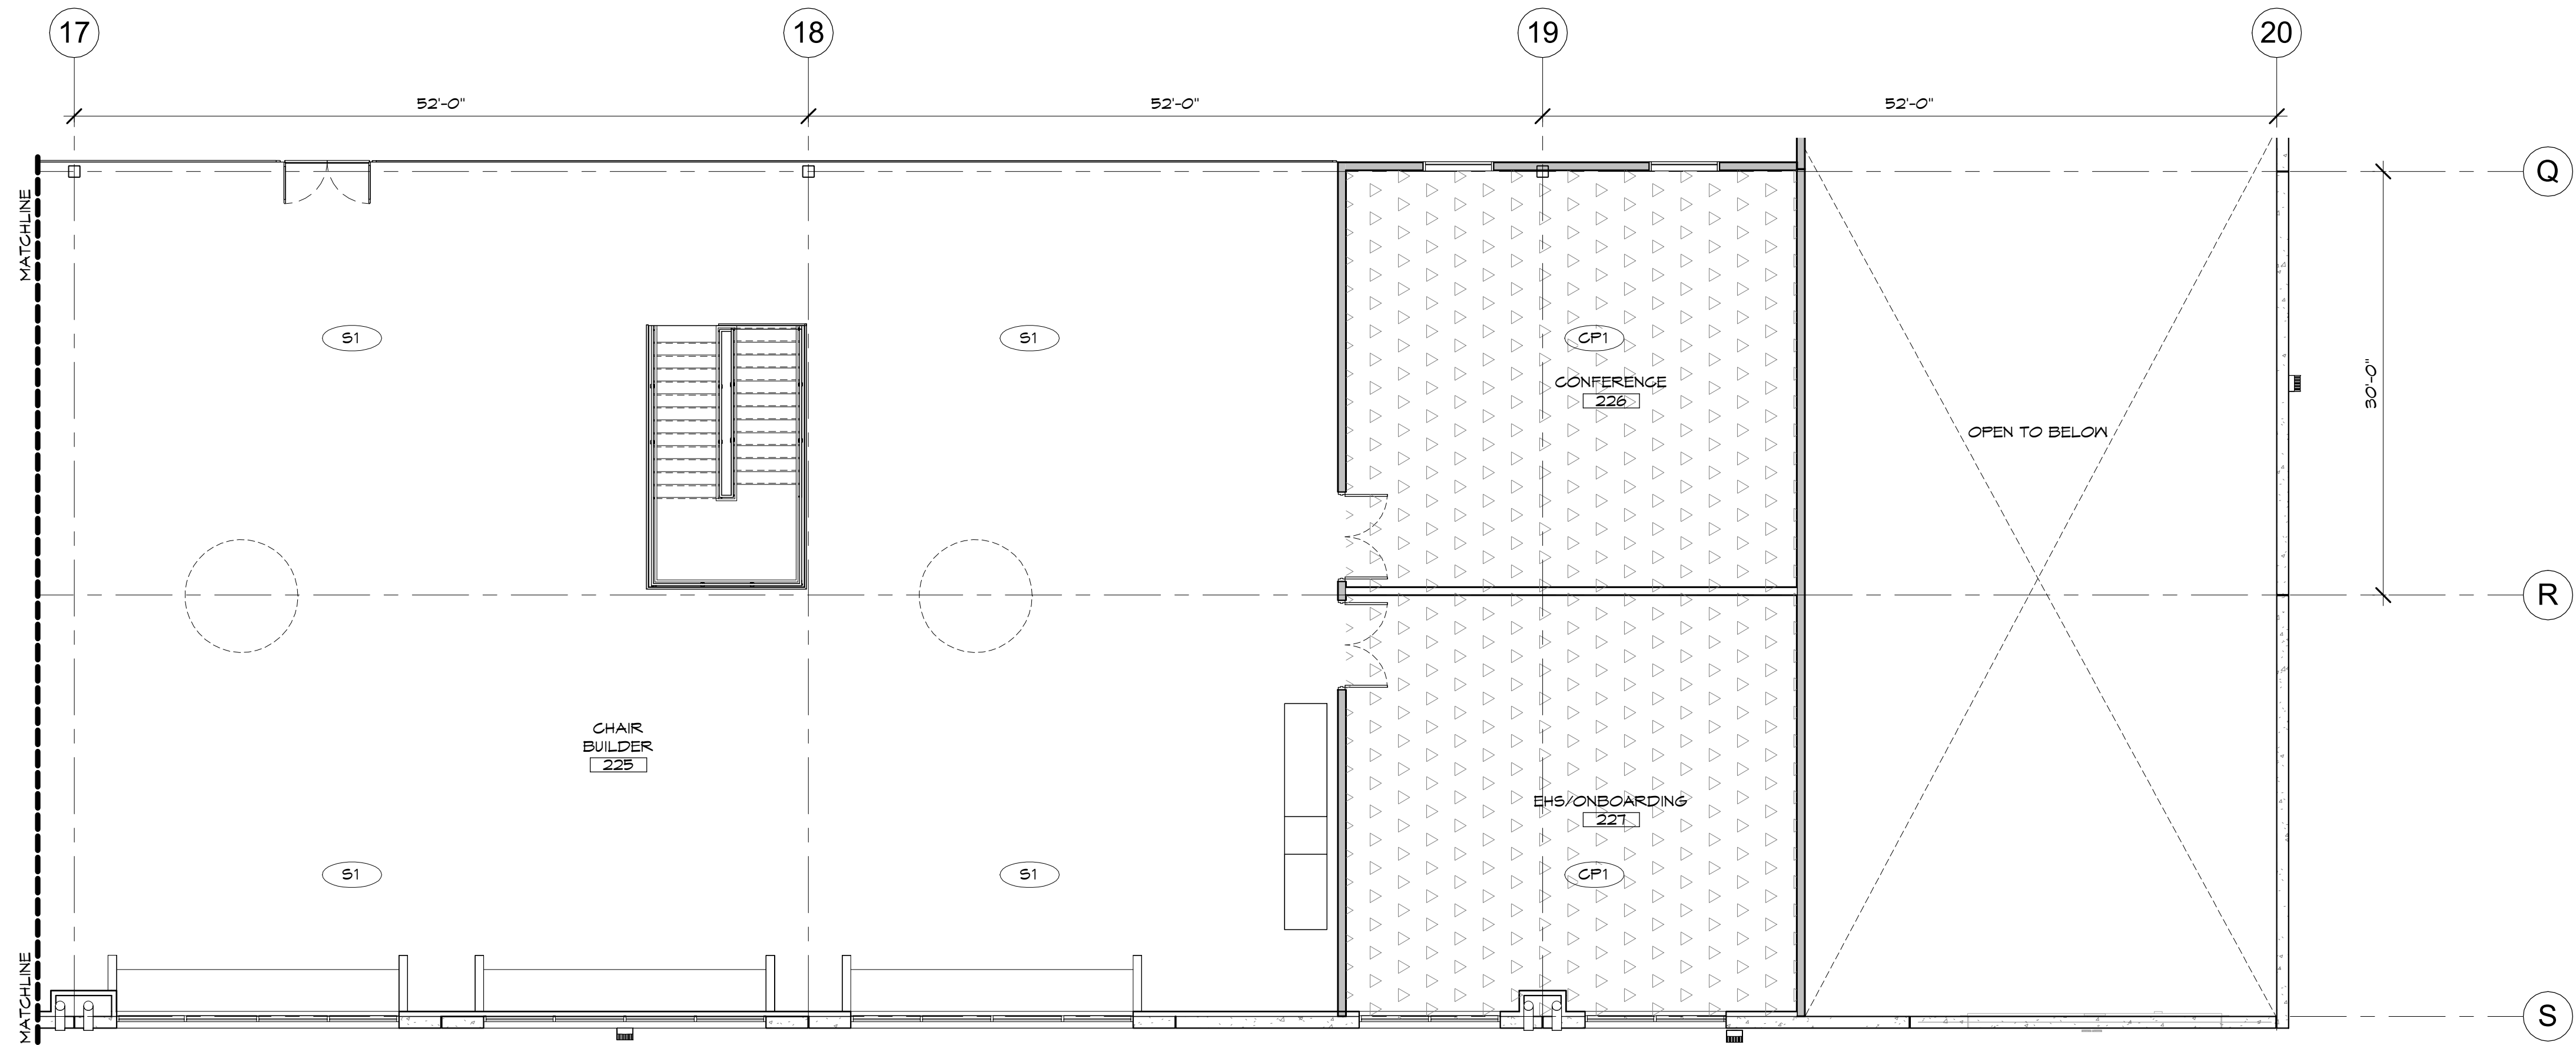 17
18
19
20
52'-0"
52'-0"
52'-0"
Q
MATCHLINE
S1
S1
CP1
CONFERENCE
226
30'-0"
OPEN TO BELOW
R
CHAIR
BUILDER
225
EHS/ONBOARDING
227
S1
S1
CP1
MATCHLINE
S